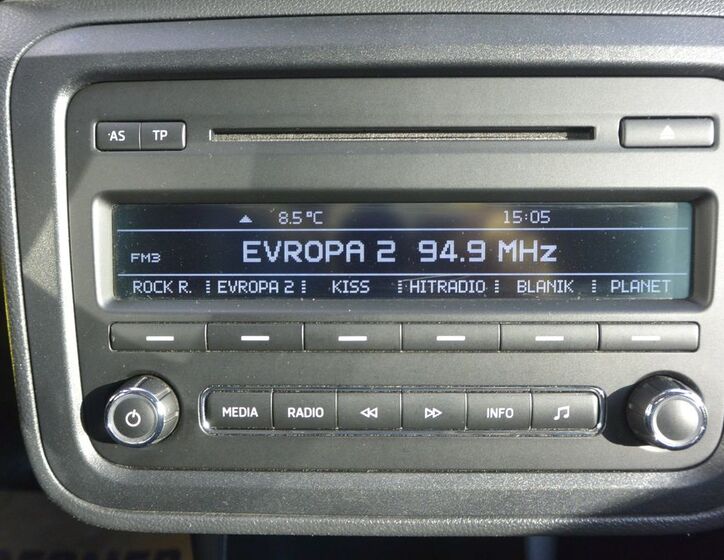 AS TP
8.5°C 15:05
FM3 EVROPA 2 94.9 MHz
ROCK R. EVROPA 2 KISS HITRADIO BLANIK PLANET
MEDIA RADIO INFO